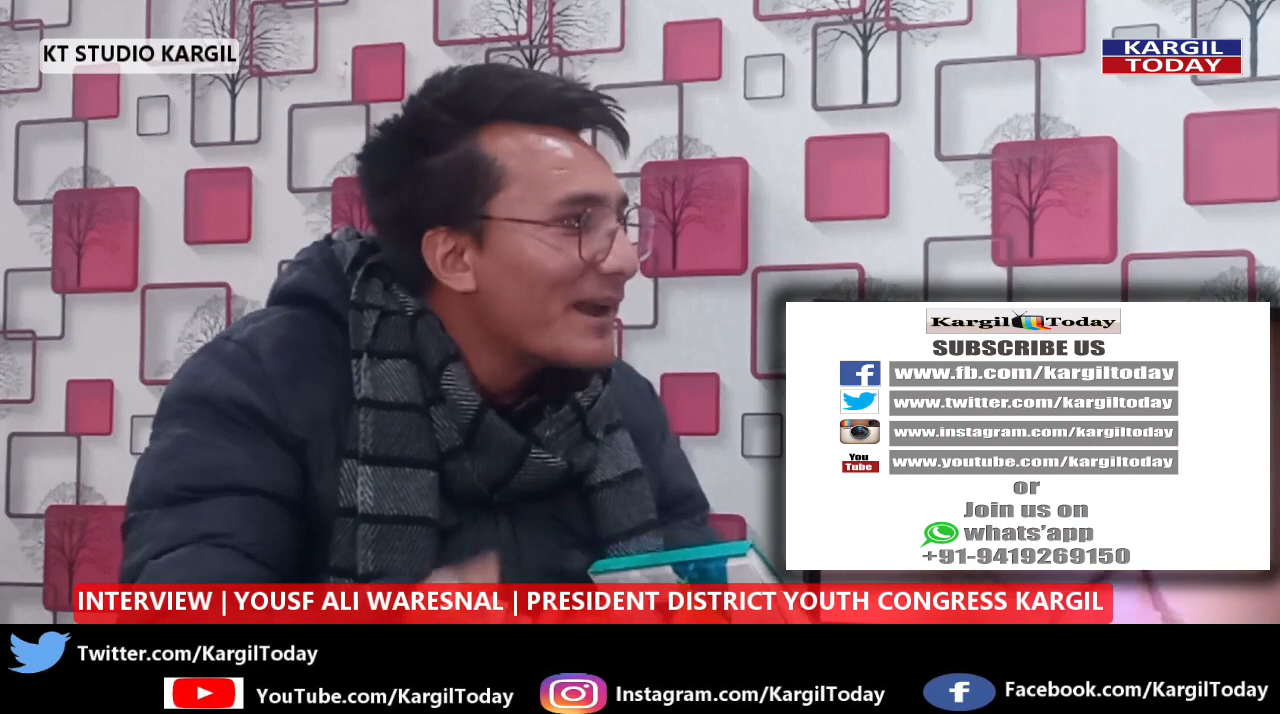 KT STUDIO KARGIL
KARGIL
TODAY
Kargil Today
SUBSCRIBE US
www.fb.com/kargiltoday
www.twitter.com/kargiltoday
www.instagram.com/kargiltoday
You
Tube
www.youtube.com/kargiltoday
or
Join us on
whats'app
+91-9419269150
INTERVIEW | YOUSF ALI WARESNAL | PRESIDENT DISTRICT YOUTH CONGRESS KARGIL
Twitter.com/KargilToday
YouTube.com/KargilToday
Instagram.com/KargilToday
Facebook.com/KargilToday